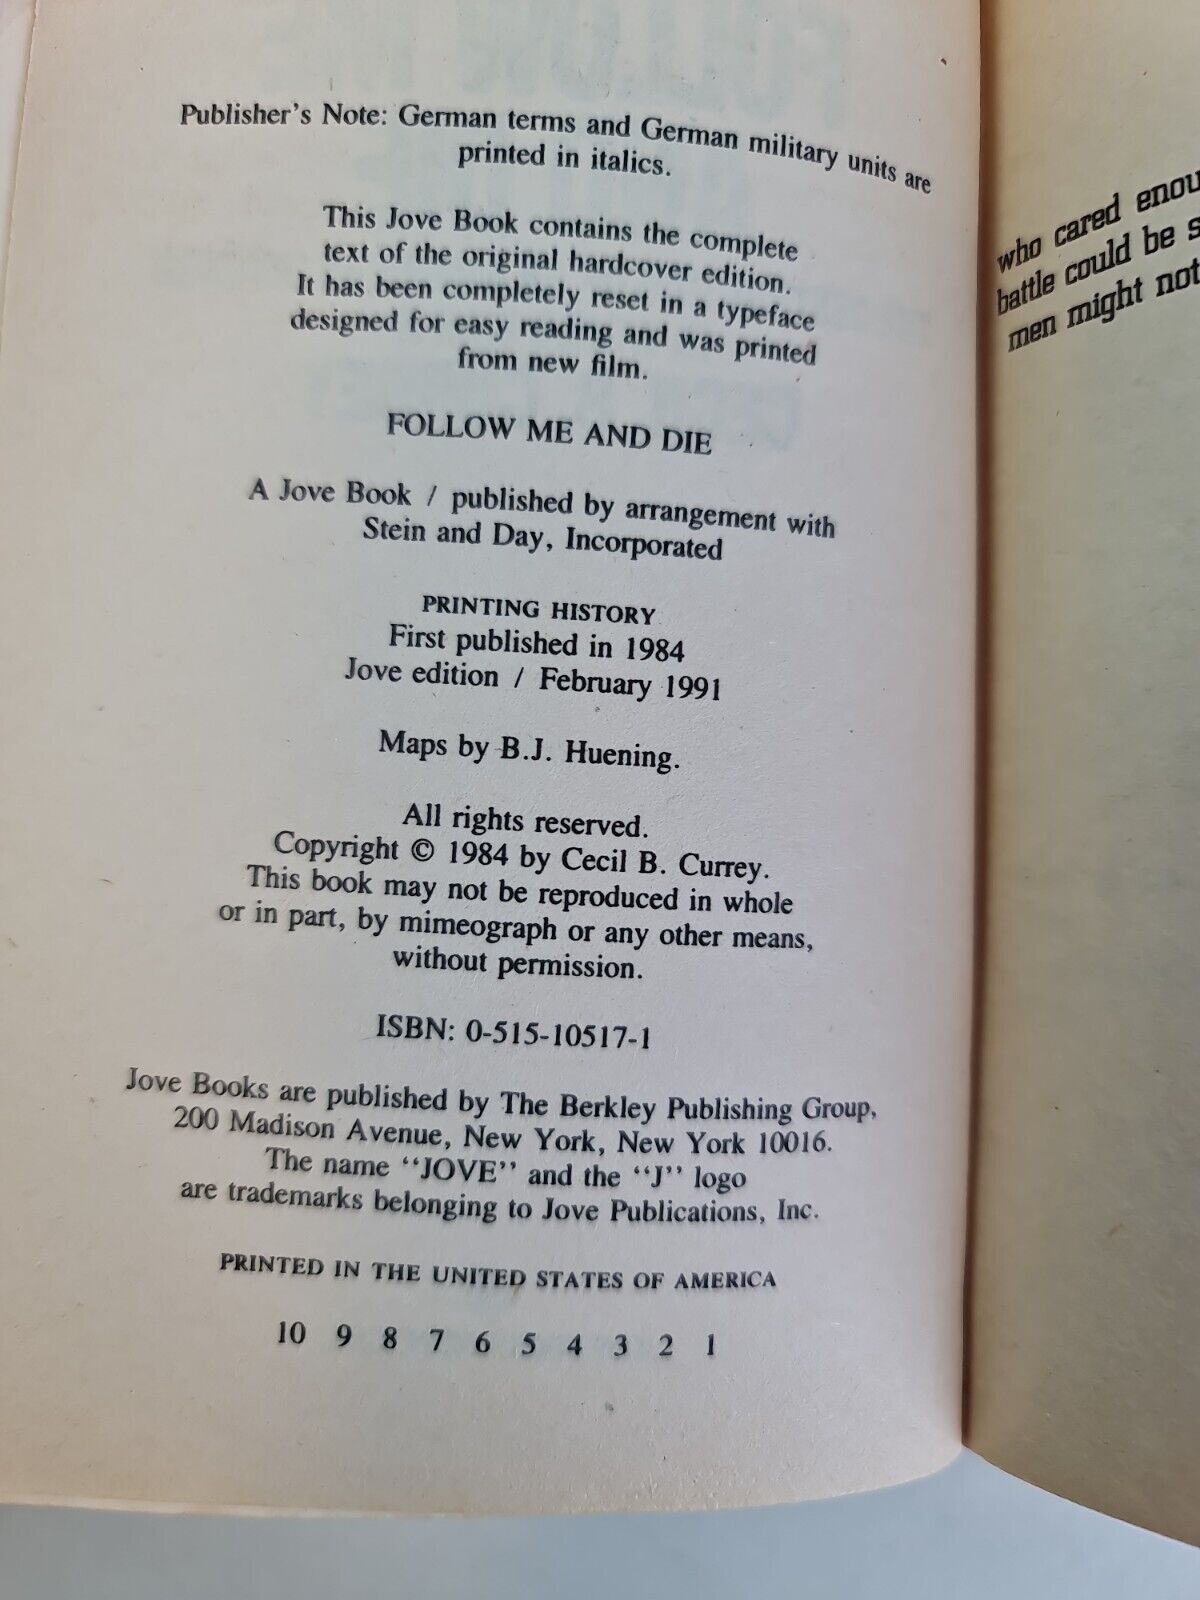 Publisher's Note: German terms and German military units are
printed in italics.
This Jove Book contains the complete
text of the original hardcover edition.
It has been completely reset in a typeface
designed for easy reading and was printed
from new film.
FOLLOW ME AND DIE
A Jove Book / published by arrangement with
Stein and Day, Incorporated
PRINTING HISTORY
First published in 1984
Jove edition / February 1991
Maps by B.J. Huening.
All rights reserved.
Copyright © 1984 by Cecil B. Currey.
This book may not be reproduced in whole
or in part, by mimeograph or any other means,
without permission.
ISBN: 0-515-10517-1
Jove Books are published by The Berkley Publishing Group,
200 Madison Avenue, New York, New York 10016.
The name "JOVE" and the "J" logo
are trademarks belonging to Jove Publications, Inc.
PRINTED IN THE UNITED STATES OF AMERICA
10 9 8 7 6 5 4 3 2 1
who cared
battle could be
men might not